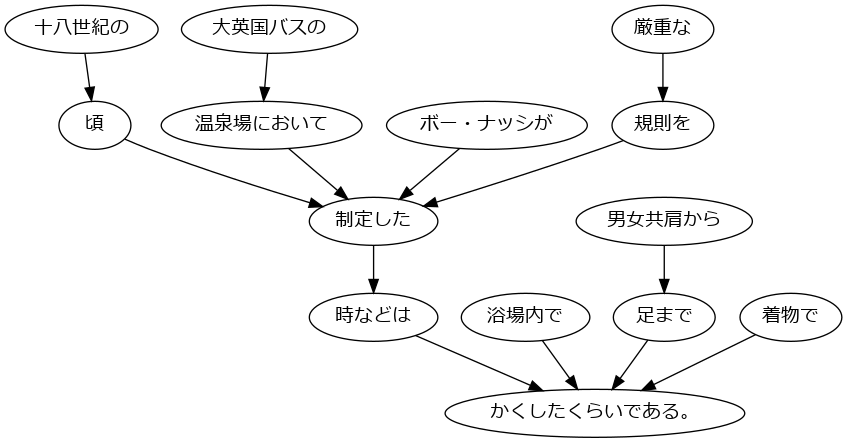 十八世紀の
大英国バスの
厳重な
頃
温泉場において
ボー・ナッシが
規則を
制定した
男女共肩から
時などは
浴場内で
足まで
着物で
かくしたくらいである。